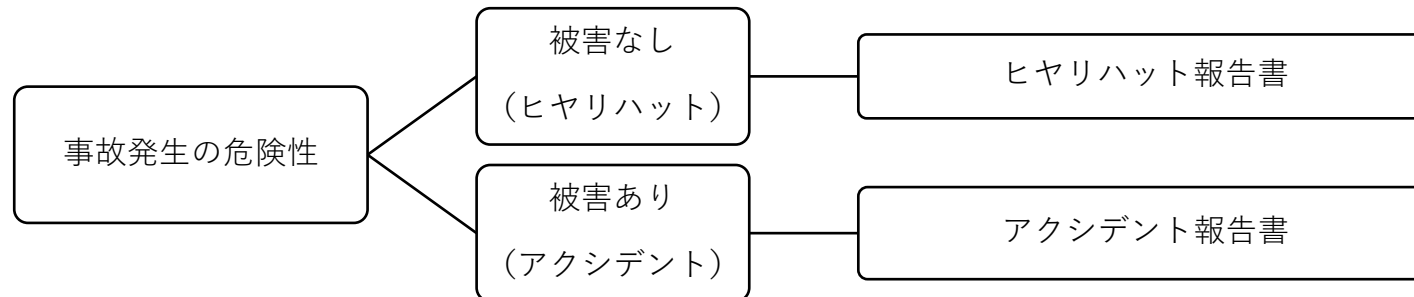 事故発生の危険性
被害なし
（ヒヤリハット）
ヒヤリハット報告書
被害あり
（アクシデント）
アクシデント報告書